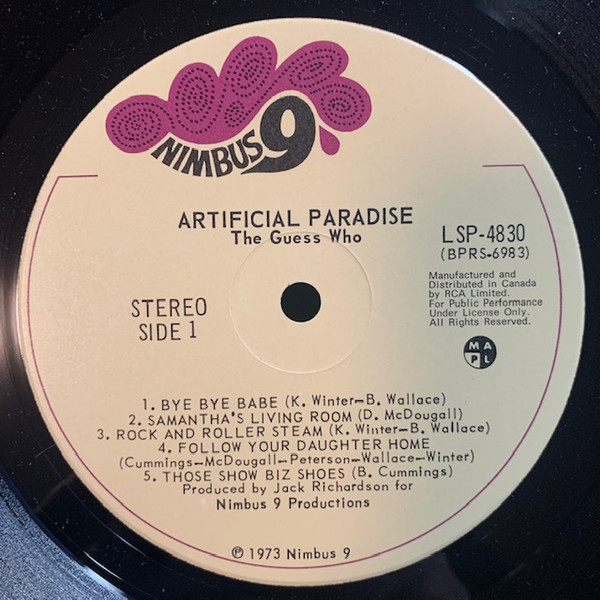 NIMBUS 9
ARTIFICIAL PARADISE
The Guess Who
LSP-4830
(BPRS-6983)
Manufactured and
Distributed in Canada
by RCA Limited.
For Public Performance
Under License Only.
All Rights Reserved.
STEREO
SIDE 1
M A
P L
1. BYE BYE BABE (K. Winter-B. Wallace)
2. SAMANTHA'S LIVING ROOM (D. McDougall)
3. ROCK AND ROLLER STEAM (K. Winter-B. Wallace)
4. FOLLOW YOUR DAUGHTER HOME
(Cummings-McDougall-Peterson-Wallace-Winter)
5. THOSE SHOW BIZ SHOES (B. Cummings)
Produced by Jack Richardson for
Nimbus 9 Productions
℗ 1973 Nimbus 9